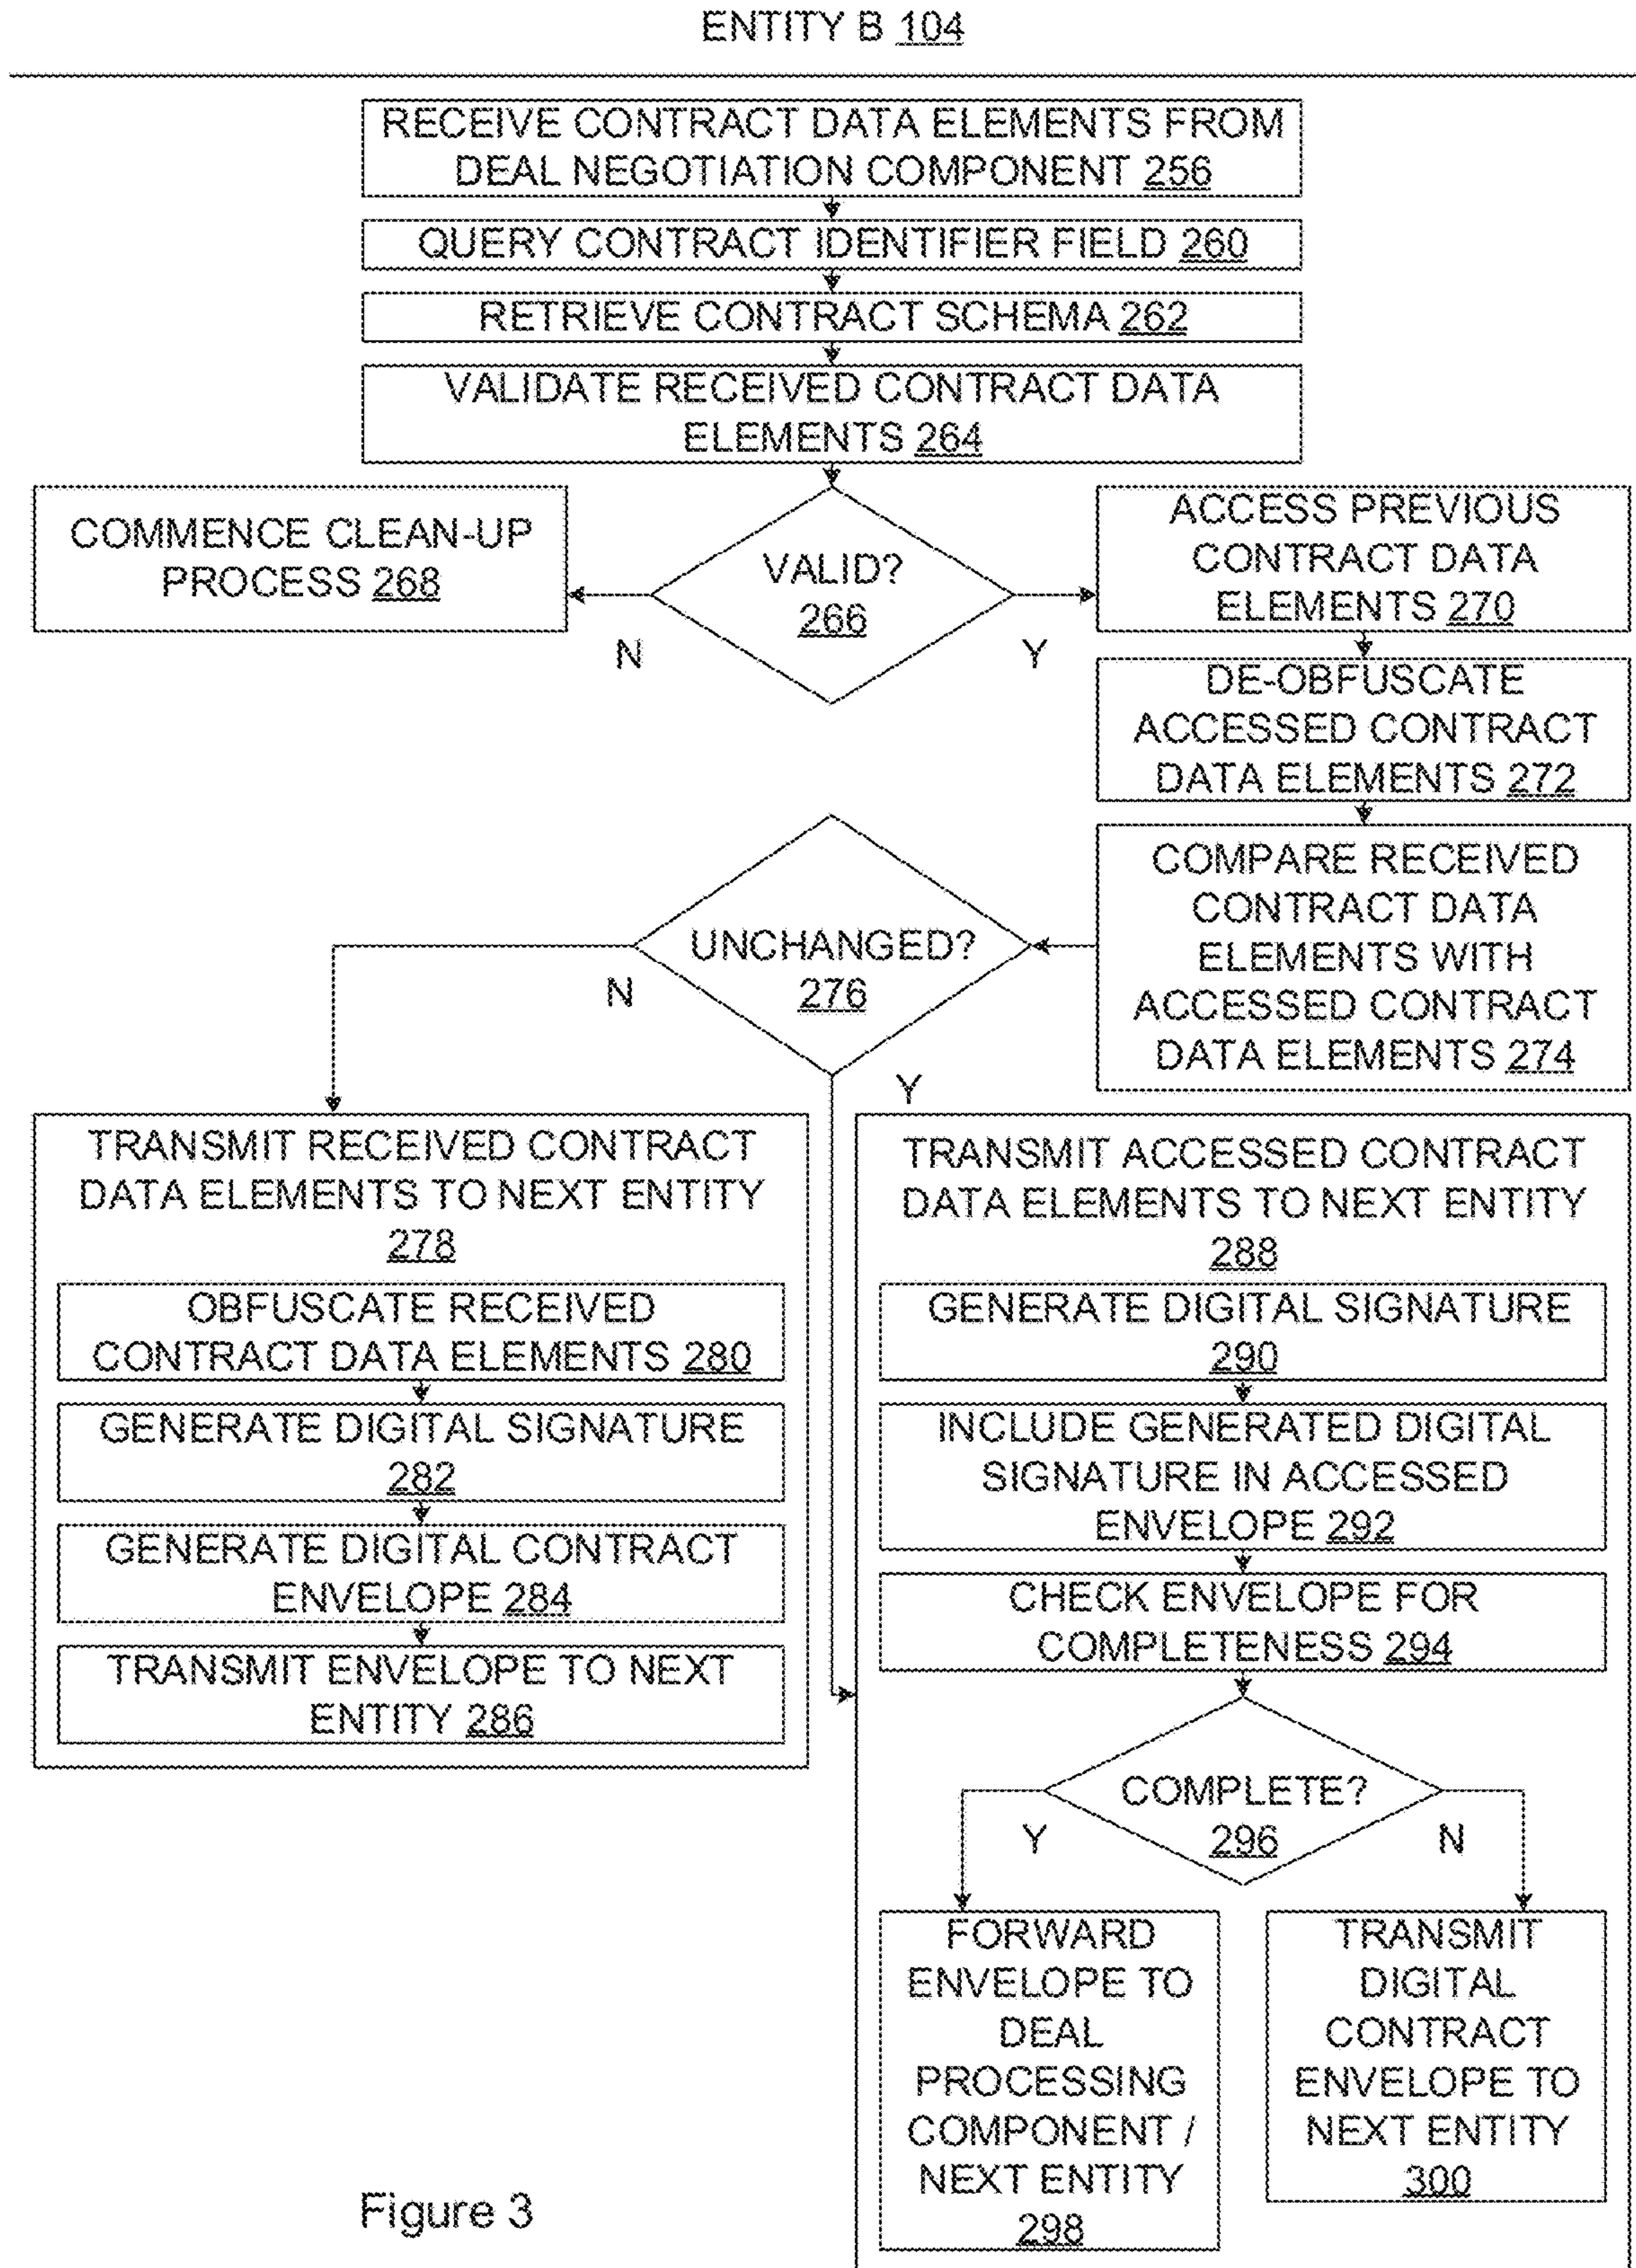 ENTITY B 104
RECEIVE CONTRACT DATA ELEMENTS FROM
DEAL NEGOTIATION COMPONENT 256
QUERY CONTRACT IDENTIFIER FIELD 260
RETRIEVE CONTRACT SCHEMA 262
VALIDATE RECEIVED CONTRACT DATA
ELEMENTS 264
COMMENCE CLEAN-UP
PROCESS 268
VALID?
266
N
Y
ACCESS PREVIOUS
CONTRACT DATA
ELEMENTS 270
DE-OBFUSCATE
ACCESSED CONTRACT
DATA ELEMENTS 272
COMPARE RECEIVED
CONTRACT DATA
ELEMENTS WITH
ACCESSED CONTRACT
DATA ELEMENTS 274
UNCHANGED?
276
N
Y
TRANSMIT RECEIVED CONTRACT
DATA ELEMENTS TO NEXT ENTITY
278
OBFUSCATE RECEIVED
CONTRACT DATA ELEMENTS 280
GENERATE DIGITAL SIGNATURE
282
GENERATE DIGITAL CONTRACT
ENVELOPE 284
TRANSMIT ENVELOPE TO NEXT
ENTITY 286
TRANSMIT ACCESSED CONTRACT
DATA ELEMENTS TO NEXT ENTITY
288
GENERATE DIGITAL SIGNATURE
290
INCLUDE GENERATED DIGITAL
SIGNATURE IN ACCESSED
ENVELOPE 292
CHECK ENVELOPE FOR
COMPLETENESS 294
COMPLETE?
296
Y
N
FORWARD
ENVELOPE TO
DEAL
PROCESSING
COMPONENT /
NEXT ENTITY
298
TRANSMIT
DIGITAL
CONTRACT
ENVELOPE TO
NEXT ENTITY
300
Figure 3